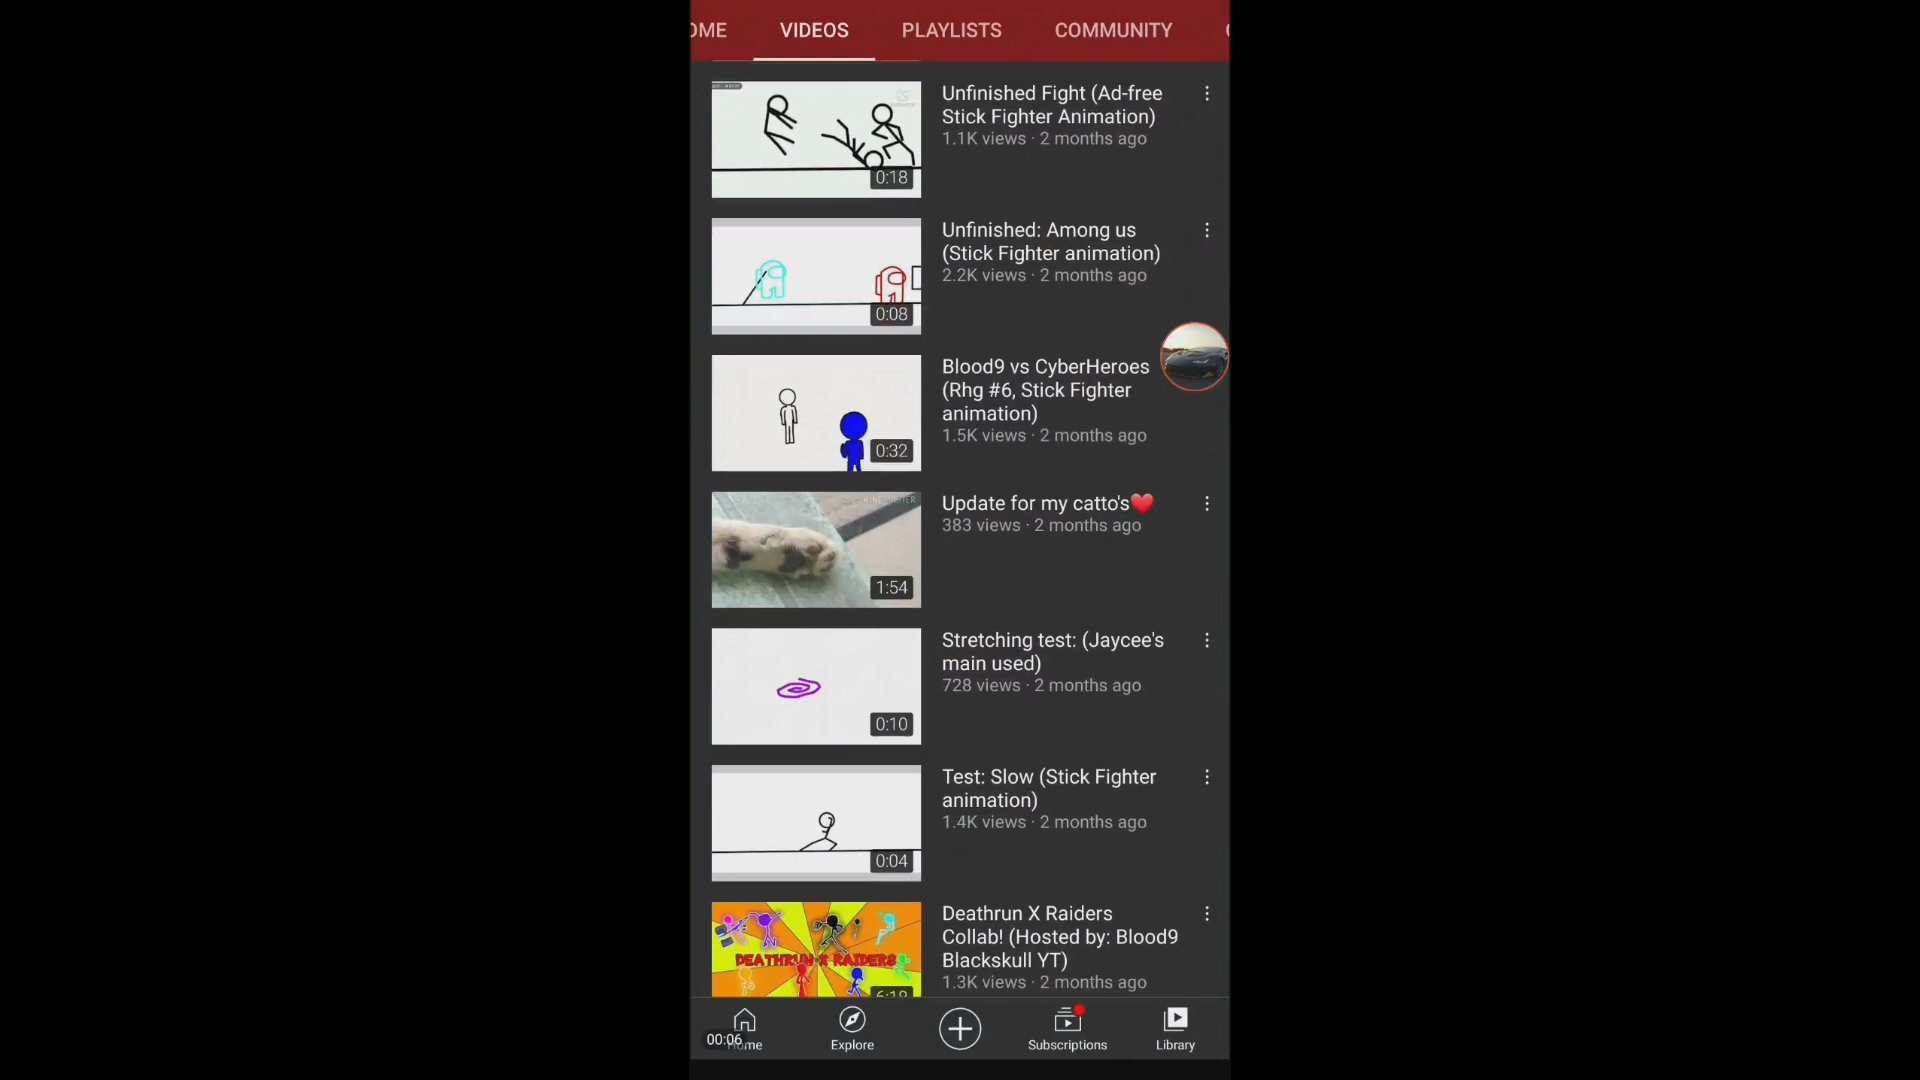 OME VIDEOS PLAYLISTS COMMUNITY
Unfinished Fight (Ad-free
Stick Fighter Animation)
1.1K views · 2 months ago
0:18
Unfinished: Among us
(Stick Fighter animation)
2.2K views · 2 months ago
0:08
Blood9 vs CyberHeroes
(Rhg #6, Stick Fighter
animation)
1.5K views · 2 months ago
0:32
KINEMASTER
Update for my catto's❤️
383 views · 2 months ago
1:54
Stretching test: (Jaycee's
main used)
728 views · 2 months ago
0:10
Test: Slow (Stick Fighter
animation)
1.4K views · 2 months ago
0:04
DEATHRUN X RAIDERS
Deathrun X Raiders
Collab! (Hosted by: Blood9
Blackskull YT)
1.3K views · 2 months ago
6:18
00:06
ome Explore Subscriptions Library